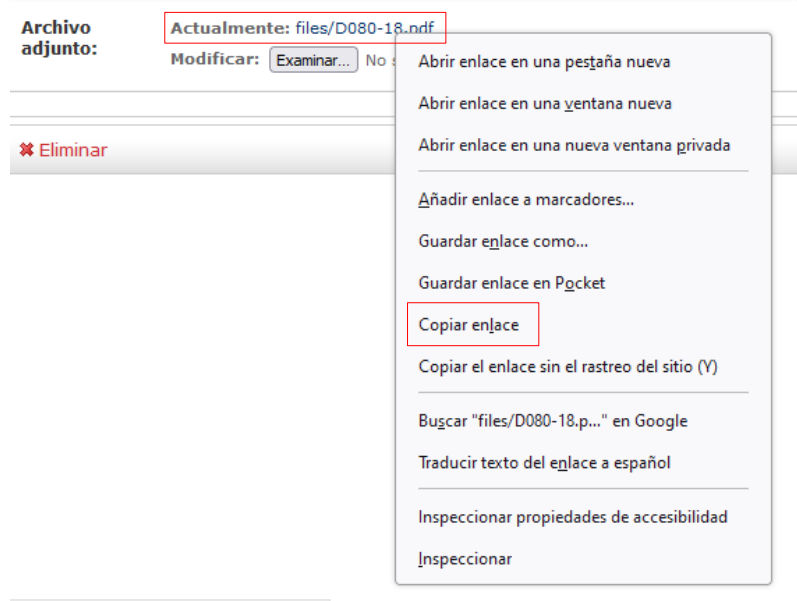 Archivo adjunto:
Actualmente: files/D080-18.pdf
Modificar: Examinar... No
Abrir enlace en una pestaña nueva
Abrir enlace en una ventana nueva
Abrir enlace en una nueva ventana privada
Eliminar
Añadir enlace a marcadores...
Guardar enlace como...
Guardar enlace en Pocket
Copiar enlace
Copiar el enlace sin el rastreo del sitio (Y)
Buscar "files/D080-18.p..." en Google
Traducir texto del enlace a español
Inspeccionar propiedades de accesibilidad
Inspeccionar